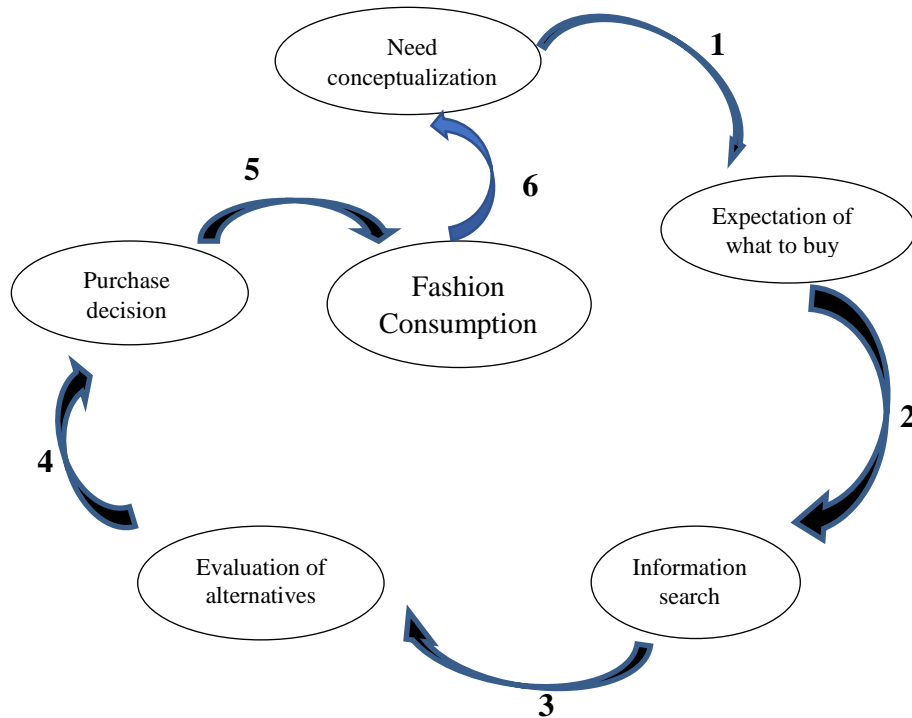 Need
conceptualization
1
Expectation of
what to buy
2
Information
search
3
Evaluation of
alternatives
4
Purchase
decision
5
Fashion
Consumption
6